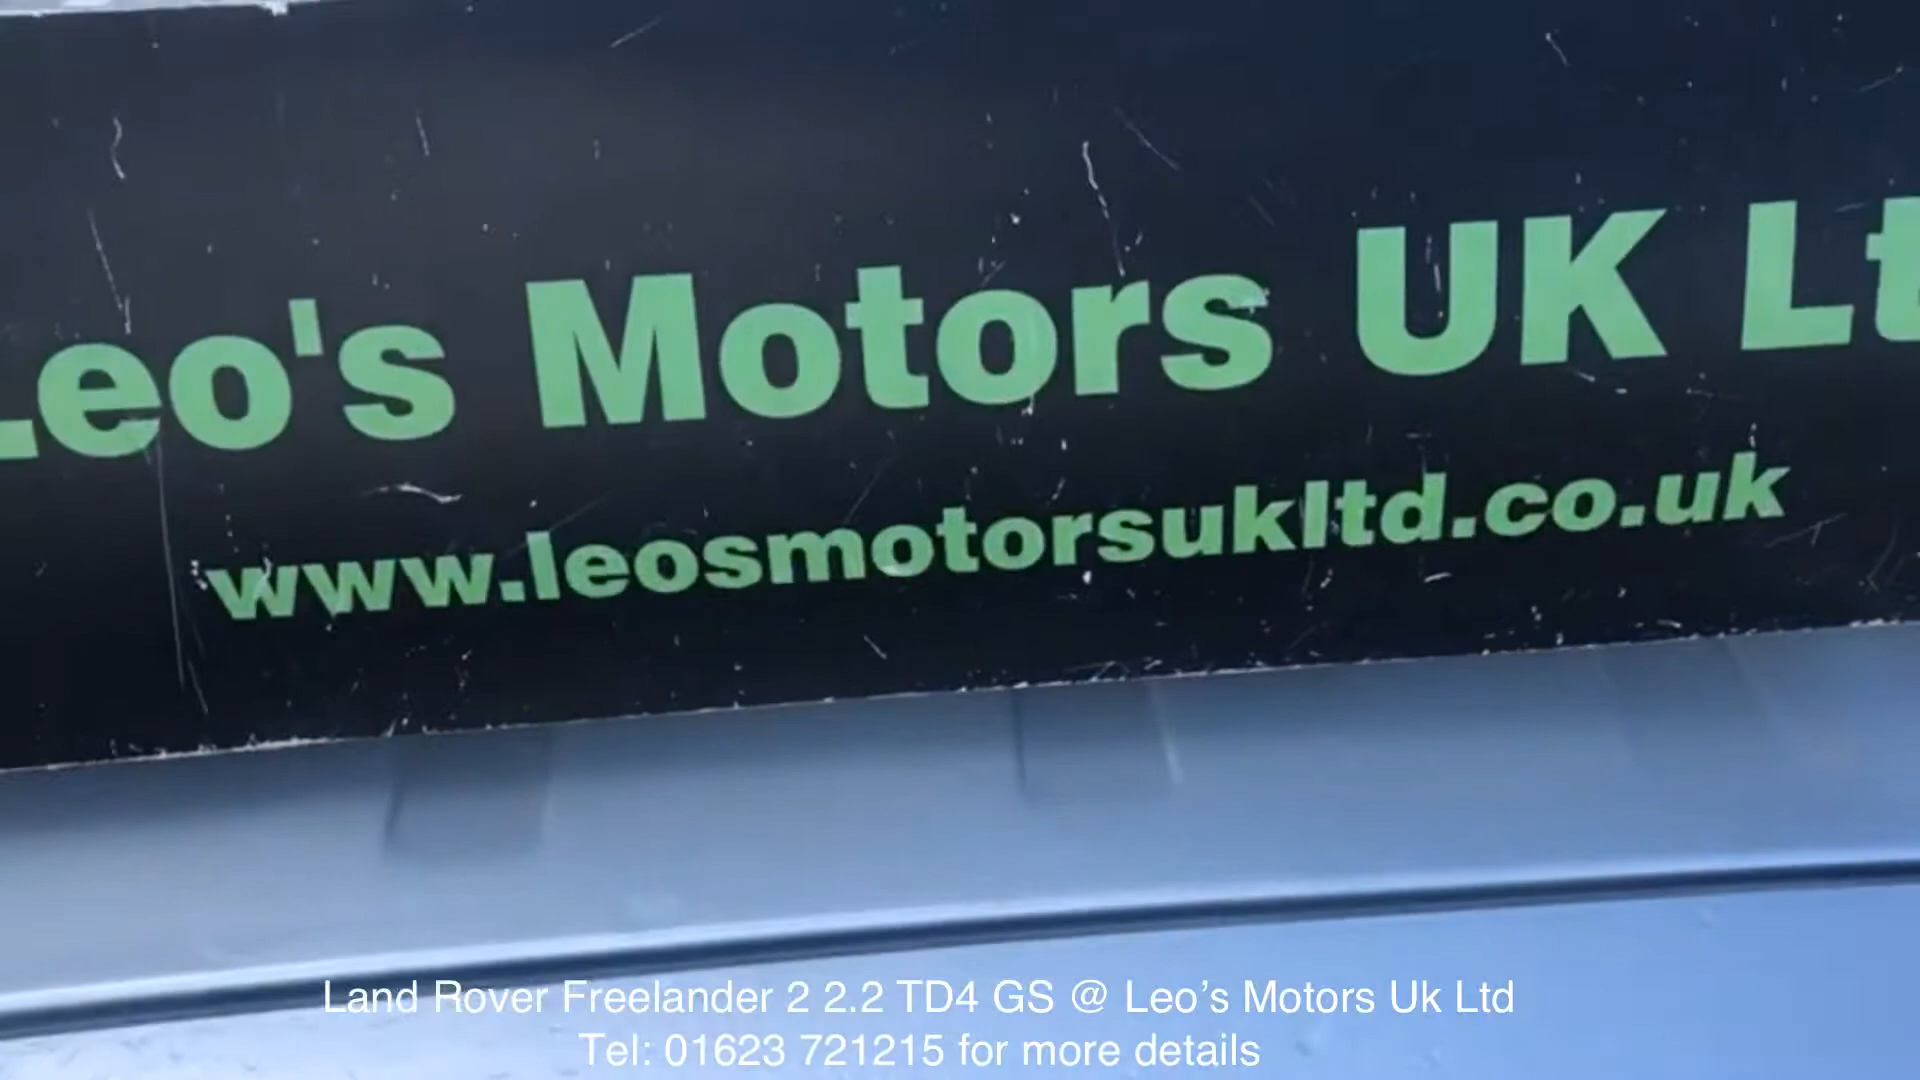 Leo's Motors UK Lt
www.leosmotorsukltd.co.uk
Land Rover Freelander 2 2.2 TD4 GS @ Leo’s Motors Uk Ltd
Tel: 01623 721215 for more details